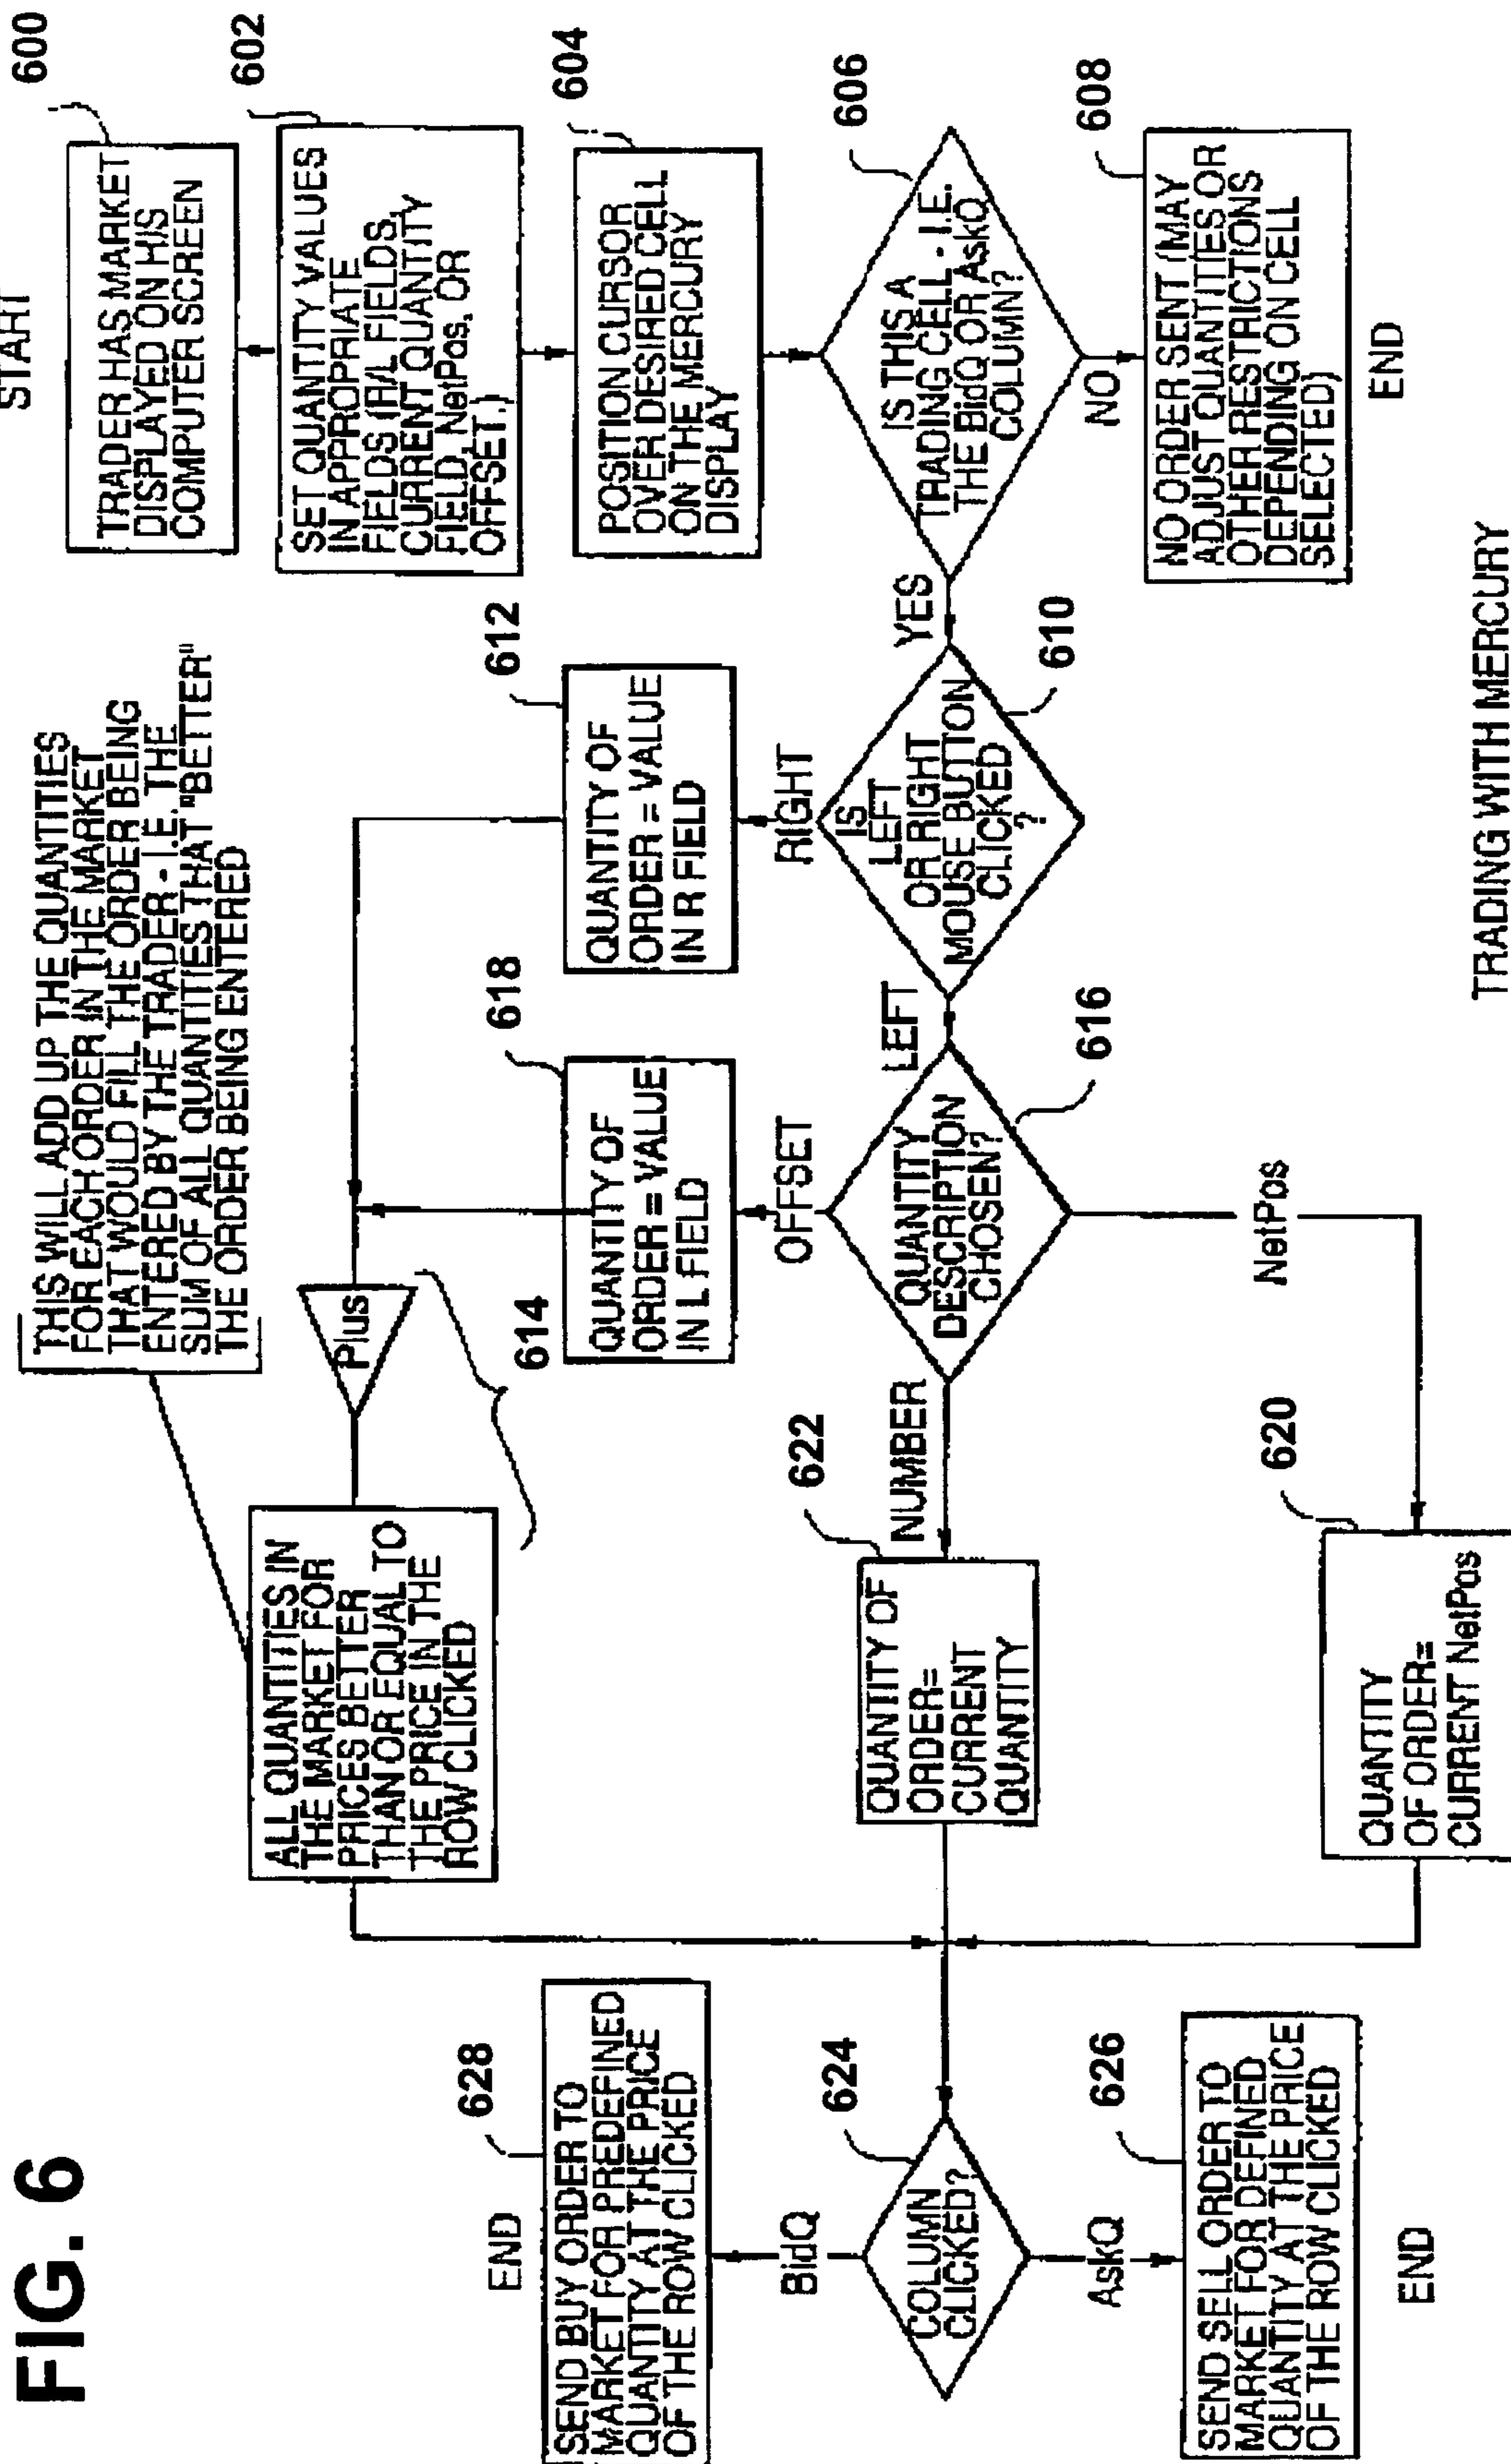 FIG. 6
START
600
TRADER HAS MARKET
DISPLAYED ON HIS
COMPUTER SCREEN
602
SET QUANTITY VALUES
IN APPROPRIATE
FIELDS (R/L FIELDS,
CURRENT QUANTITY
FIELD, NetPos, OR
OFFSET.)
604
POSITION CURSOR
OVER DESIRED CELL
ON THE MERCURY
DISPLAY
606
IS THIS A
TRADING CELL - I.E.
THE BidQ OR AskQ
COLUMN?
NO
608
NO ORDER SENT (MAY
ADJUST QUANTITIES OR
OTHER RESTRICTIONS
DEPENDING ON CELL
SELECTED)
END
YES
610
IS
LEFT
OR RIGHT
MOUSE BUTTON
CLICKED
?
RIGHT
612
QUANTITY OF
ORDER = VALUE
IN R FIELD
LEFT
616
QUANTITY
DESCRIPTION
CHOSEN?
OFFSET
618
QUANTITY OF
ORDER = VALUE
IN L FIELD
614
Plus
THIS WILL ADD UP THE QUANTITIES
FOR EACH ORDER IN THE MARKET
THAT WOULD FILL THE ORDER BEING
ENTERED BY THE TRADER - I.E. THE
SUM OF ALL QUANTITIES THAT "BETTER"
THE ORDER BEING ENTERED
ALL QUANTITIES IN
THE MARKET FOR
PRICES BETTER
THAN OR EQUAL TO
THE PRICE IN THE
ROW CLICKED
NUMBER
622
QUANTITY OF
ORDER=
CURRENT
QUANTITY
NetPos
620
QUANTITY
OF ORDER=
CURRENT NetPos
624
COLUMN
CLICKED?
BidQ
628
SEND BUY ORDER TO
MARKET FOR PREDEFINED
QUANTITY AT THE PRICE
OF THE ROW CLICKED
END
AskQ
626
SEND SELL ORDER TO
MARKET FOR DEFINED
QUANTITY AT THE PRICE
OF THE ROW CLICKED
END
TRADING WITH MERCURY